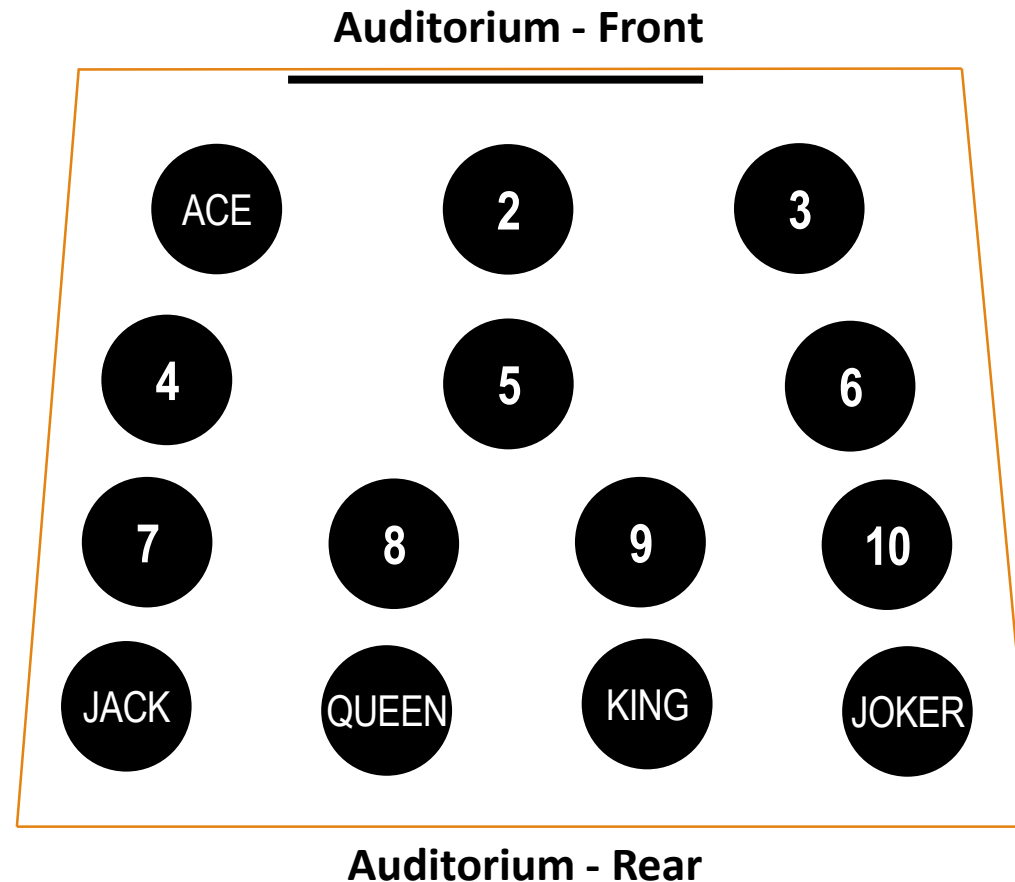 Auditorium - Front
ACE 2 3
4 5 6
7 8 9 10
JACK QUEEN KING JOKER
Auditorium - Rear